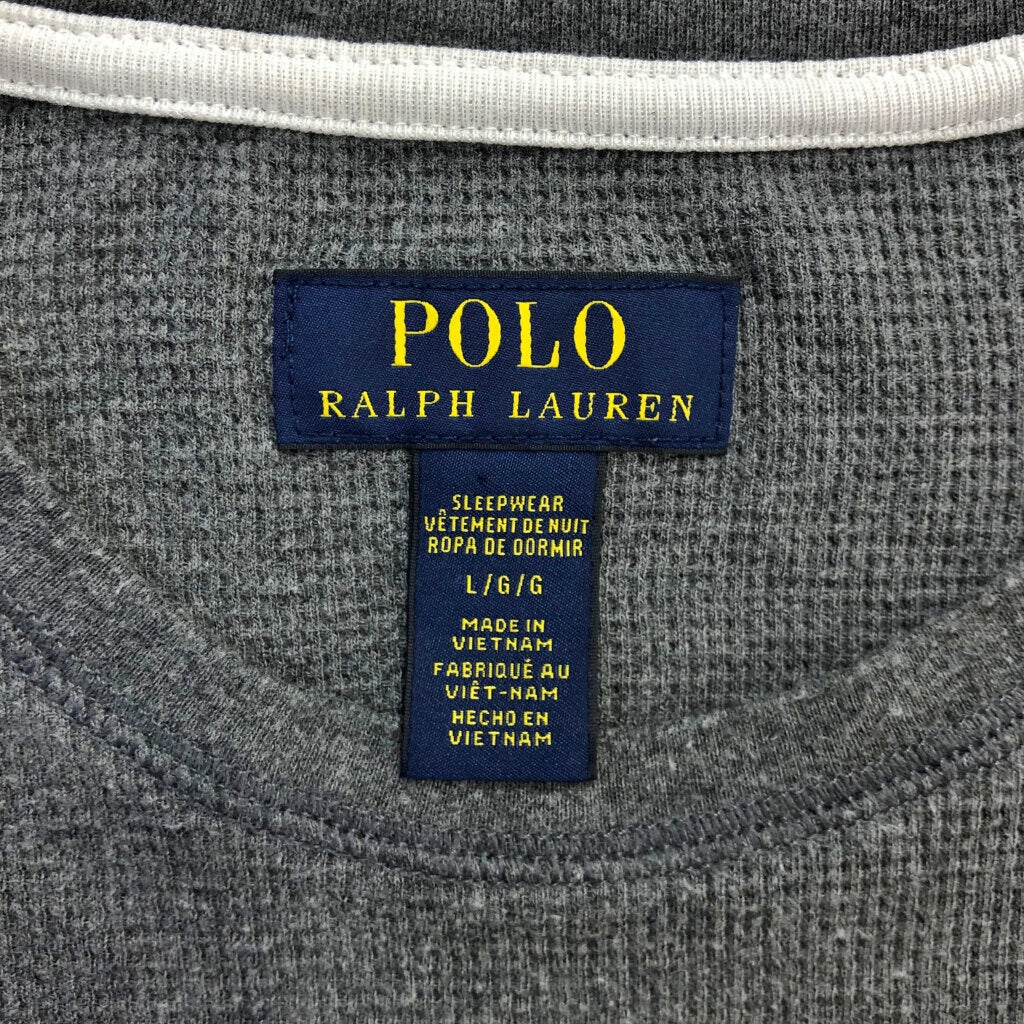 POLO
RALPH LAUREN
SLEEPWEAR
VÊTEMENT DE NUIT
ROPA DE DORMIR
L/G/G
MADE IN
VIETNAM
FABRIQUÉ AU
VIÊT-NAM
HECHO EN
VIETNAM